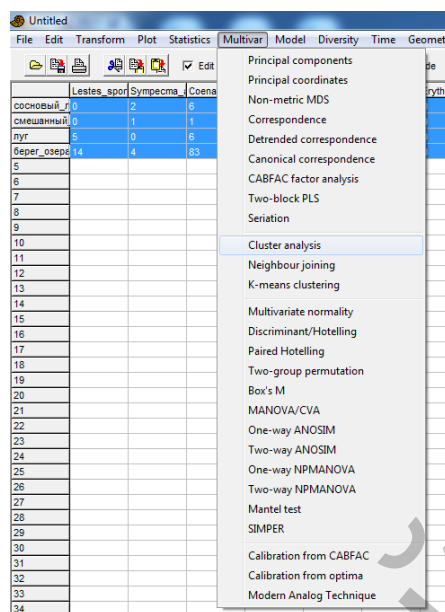 Untitled
File Edit Transform Plot Statistics Multivar Model Diversity Time Geomet
Edit
Lestes_spor Sympecma_ Coena
сосновый_л 0 2 6
смешанный_ 0 1 1
луг 5 0 6
берег_озера 14 4 83
5
6
7
8
9
10
11
12
13
14
15
16
17
18
19
20
21
22
23
24
25
26
27
28
29
30
31
32
33
34
Principal components
Principal coordinates
Non-metric MDS
Correspondence
Detrended correspondence
Canonical correspondence
CABFAC factor analysis
Two-block PLS
Seriation
Cluster analysis
Neighbour joining
K-means clustering
Multivariate normality
Discriminant/Hotelling
Paired Hotelling
Two-group permutation
Box's M
MANOVA/CVA
One-way ANOSIM
Two-way ANOSIM
One-way NPMANOVA
Two-way NPMANOVA
Mantel test
SIMPER
Calibration from CABFAC
Calibration from optima
Modern Analog Technique
de
Eryth